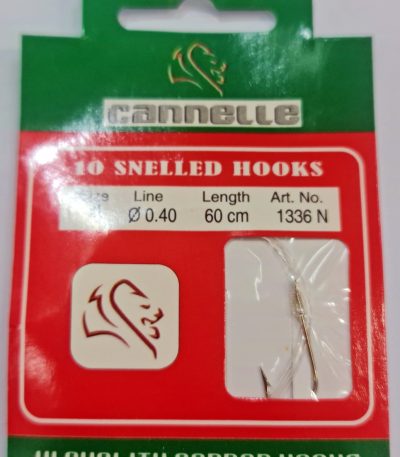 cannelle
10 SNELLED HOOKS
Line Length Art. No.
Ø 0.40 60 cm 1336 N